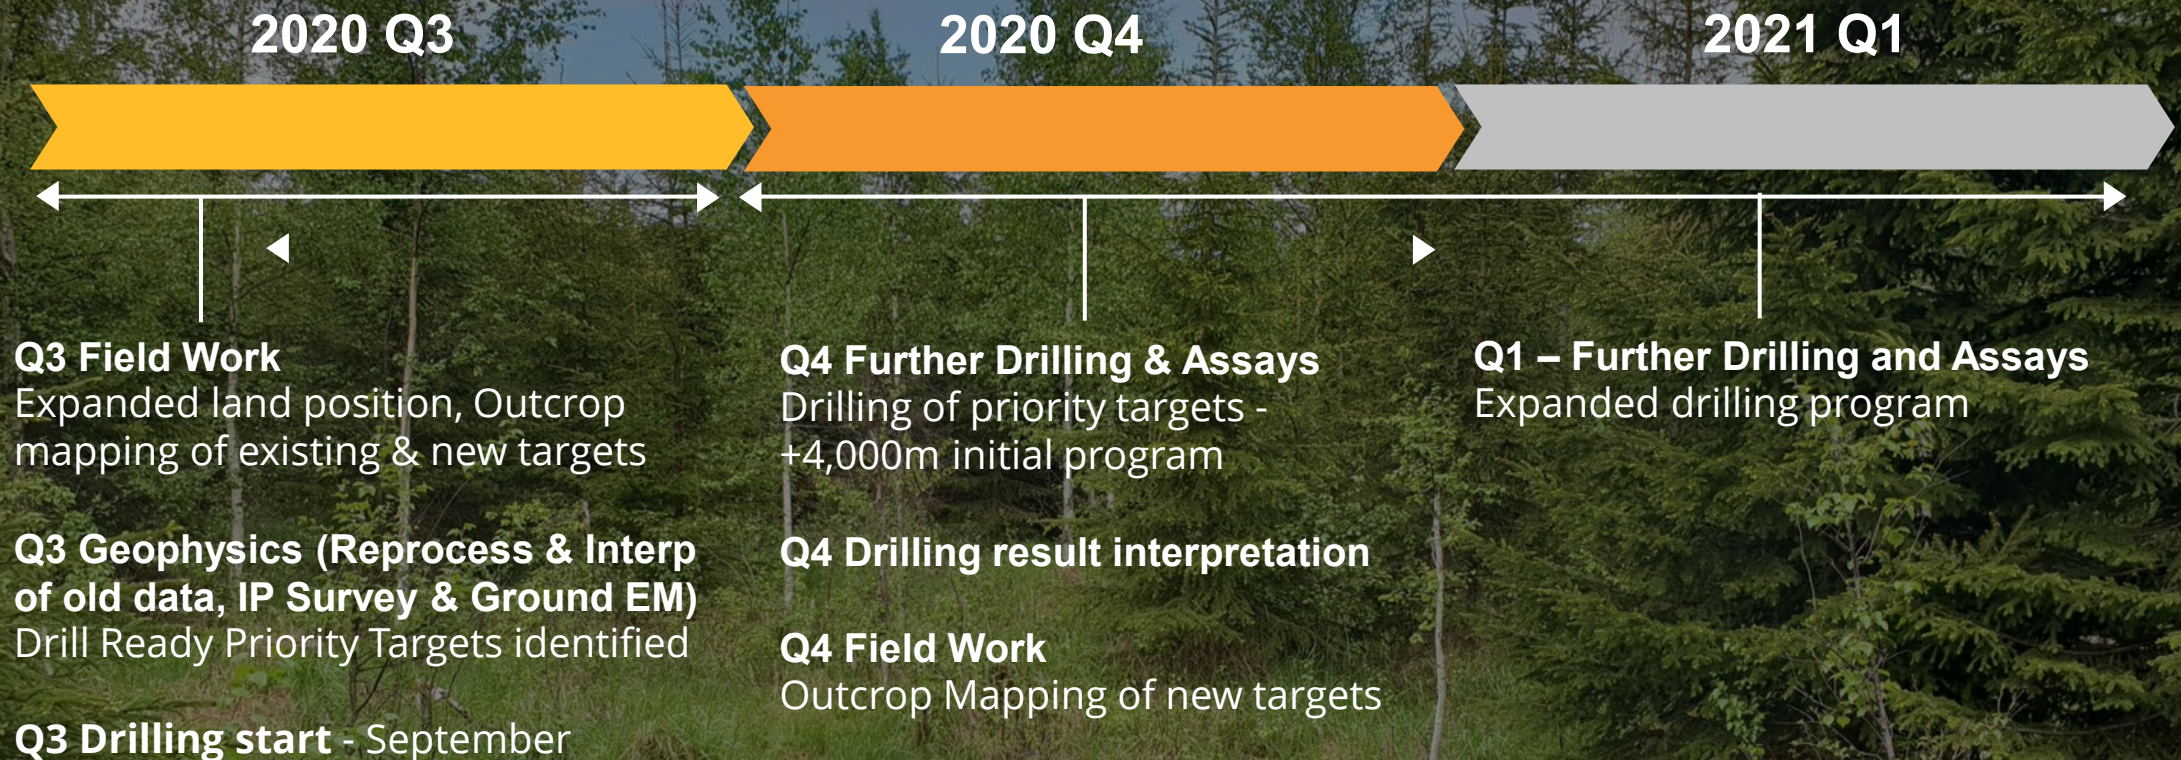 2020 Q3
2020 Q4
2021 Q1
Q3 Field Work
Expanded land position, Outcrop
mapping of existing & new targets
Q3 Geophysics (Reprocess & Interp
of old data, IP Survey & Ground EM)
Drill Ready Priority Targets identified
Q3 Drilling start - September
Q4 Further Drilling & Assays
Drilling of priority targets -
+4,000m initial program
Q4 Drilling result interpretation
Q4 Field Work
Outcrop Mapping of new targets
Q1 – Further Drilling and Assays
Expanded drilling program